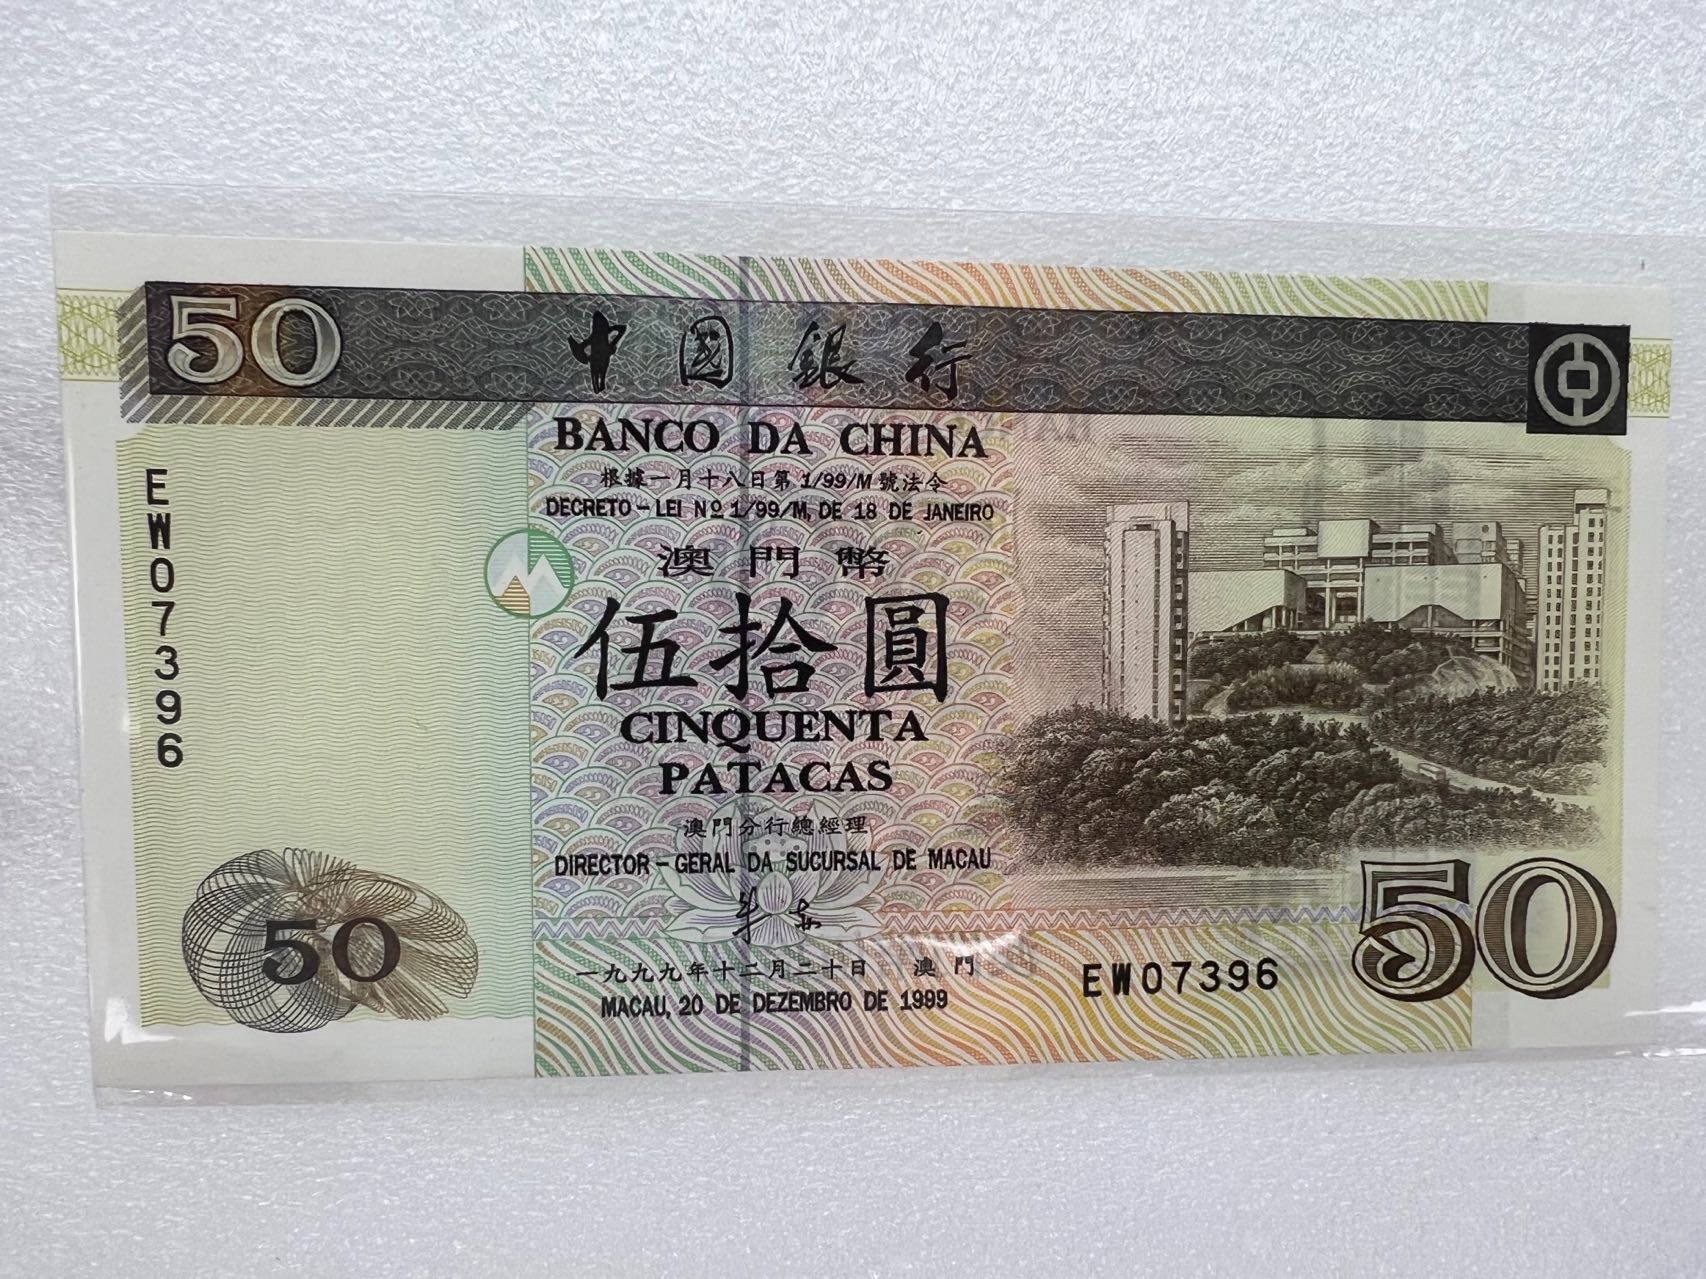 50
中國銀行
BANCO DA CHINA
根據一月十八日第 1/99/M 號法令
DECRETO-LEI Nº 1/99/M, DE 18 DE JANEIRO
EW07396
澳門幣
伍拾圓
CINQUENTA
PATACAS
澳門分行總經理
DIRECTOR-GERAL DA SUCURSAL DE MACAU
50
50
一九九九年十二月二十日 澳門
MACAU, 20 DE DEZEMBRO DE 1999
EW07396